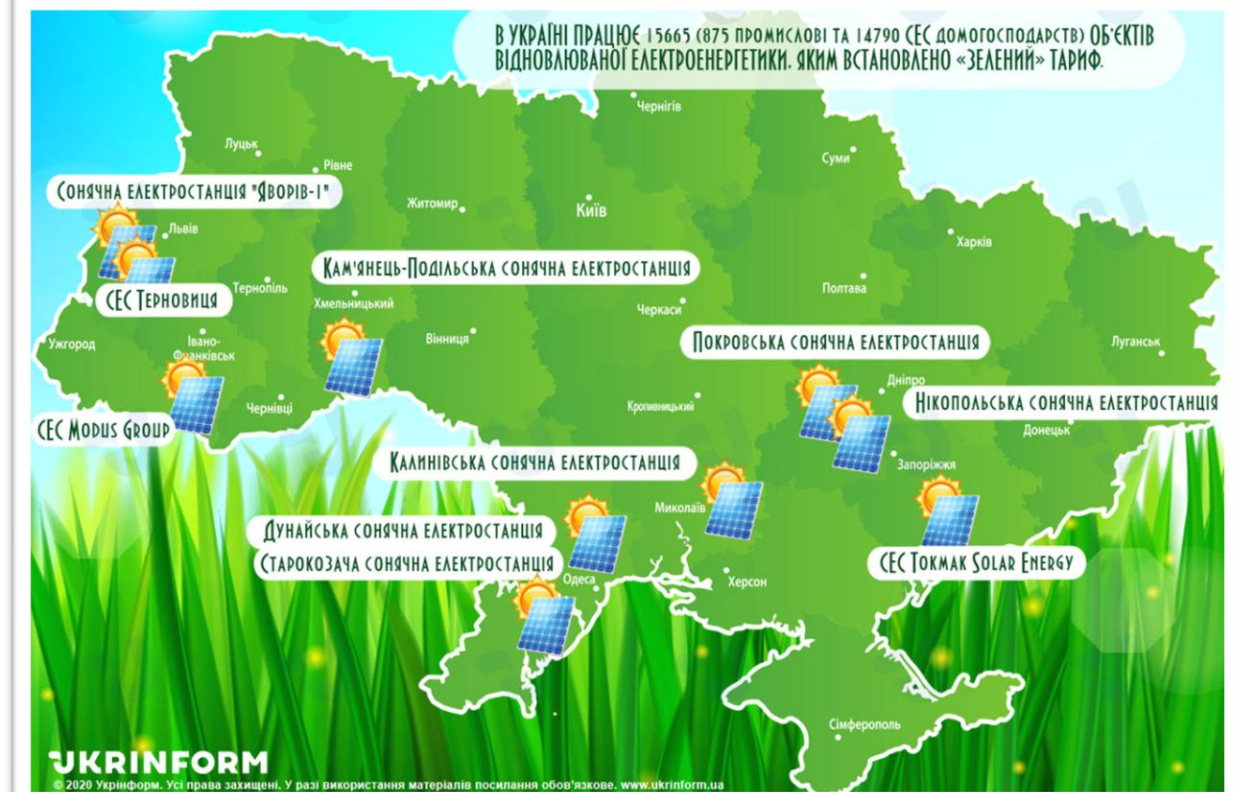 В УКРАЇНІ ПРАЦЮЄ 15665 (875 ПРОМИСЛОВІ ТА 14790 СЕС ДОМОГОСПОДАРСТВ) ОБ'ЄКТІВ
ВІДНОВЛЮВАНОЇ ЕЛЕКТРОЕНЕРГЕТИКИ, ЯКИМ ВСТАНОВЛЕНО «ЗЕЛЕНИЙ» ТАРИФ.
Чернігів
Луцьк
Рівне
Суми
СОНЯЧНА ЕЛЕКТРОСТАНЦІЯ "ЯВОРІВ-І"
Житомир
Київ
Львів
Харків
КАМ'ЯНЕЦЬ-ПОДІЛЬСЬКА СОНЯЧНА ЕЛЕКТРОСТАНЦІЯ
СЕС ТЕРНОВИЦЯ
Тернопіль
Хмельницький
Полтава
Черкаси
Ужгород
Івано-
Франківськ
Вінниця
ПОКРОВСЬКА СОНЯЧНА ЕЛЕКТРОСТАНЦІЯ
Луганськ
Дніпро
Чернівці
Кропивницький
НІКОПОЛЬСЬКА СОНЯЧНА ЕЛЕКТРОСТАНЦІЯ
СЕС MODUS GROUP
Донецьк
КАЛИНІВСЬКА СОНЯЧНА ЕЛЕКТРОСТАНЦІЯ
Запоріжжя
Миколаїв
ДУНАЙСЬКА СОНЯЧНА ЕЛЕКТРОСТАНЦІЯ
СТАРОКОЗАЧА СОНЯЧНА ЕЛЕКТРОСТАНЦІЯ
СЕС TOKMAK SOLAR ENERGY
Одеса
Херсон
Сімферополь
UKRINFORM
© 2020 Укрінформ. Усі права захищені. У разі використання матеріалів посилання обов'язкове. www.ukrinform.ua